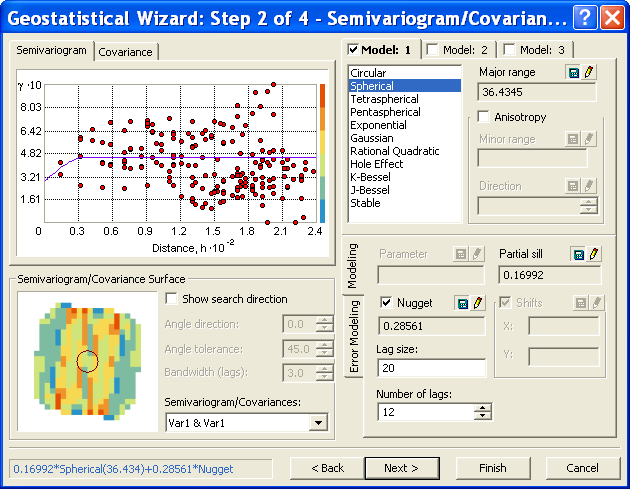 Geostatistical Wizard: Step 2 of 4 - Semivariogram/Covarian...
Semivariogram Covariance
γ ·10
8.03
6.42
4.82
3.21
1.61
0 0.3 0.6 0.9 1.2 1.5 1.8 2.1 2.4
Distance, h ·10⁻²
Model: 1 Model: 2 Model: 3
Circular
Spherical
Tetraspherical
Pentaspherical
Exponential
Gaussian
Rational Quadratic
Hole Effect
K-Bessel
J-Bessel
Stable
Major range
36.4345
Anisotropy
Minor range
Direction
Semivariogram/Covariance Surface
Show search direction
Angle direction: 0.0
Angle tolerance: 45.0
Bandwidth (lags): 3.0
Semivariogram/Covariances:
Var1 & Var1
Modeling
Error Modeling
Parameter
Partial sill
0.16992
Nugget
0.28561
Shifts
X:
Y:
Lag size:
20
Number of lags:
12
0.16992*Spherical(36.434)+0.28561*Nugget
< Back Next > Finish Cancel